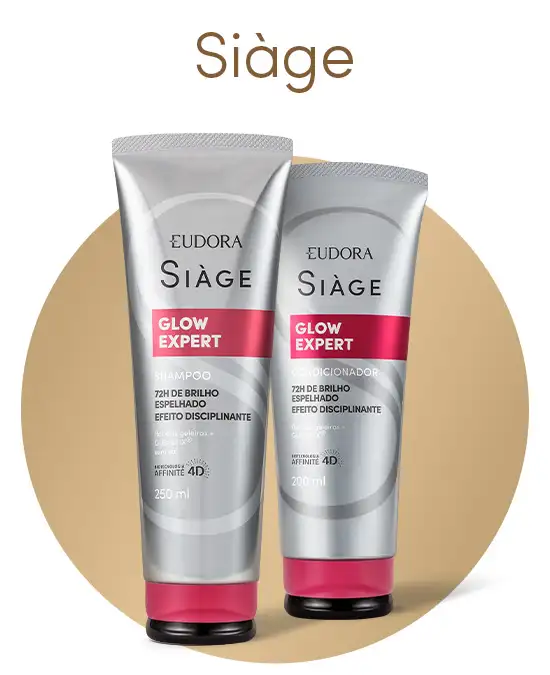 Siàge
EUDORA
SIÀGE
GLOW
EXPERT
SHAMPOO
72H DE BRILHO
ESPELHADO
EFEITO DISCIPLINANTE
AFFINITÉ 4D
250 ml
EUDORA
SIÀGE
GLOW
EXPERT
CONDICIONADOR
72H DE BRILHO
ESPELHADO
EFEITO DISCIPLINANTE
AFFINITÉ 4D
200 ml